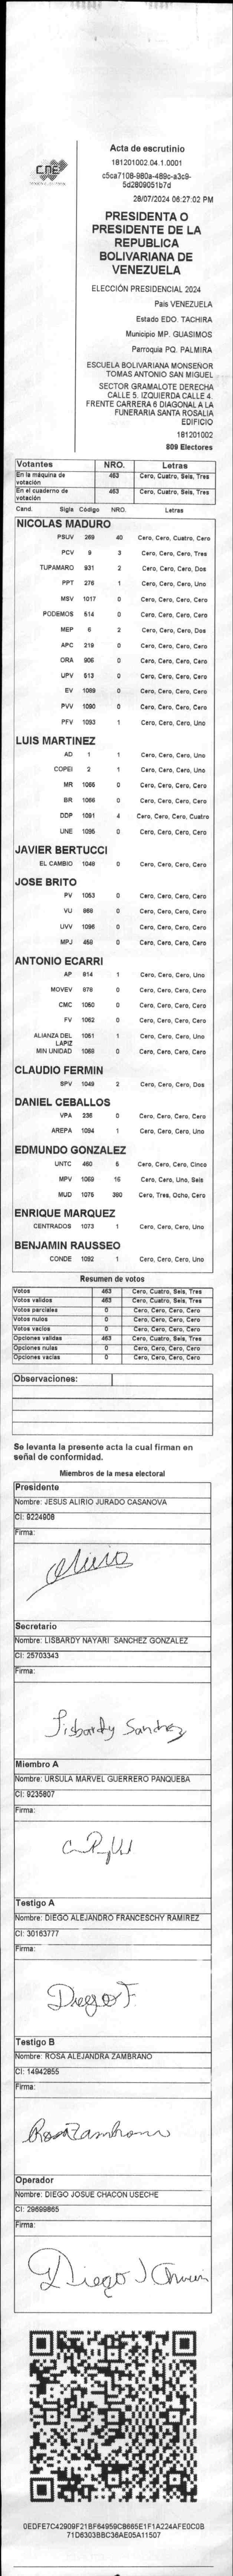 CNE
Acta de escrutinio
181201002.04.1.0001
c5ca7108-980a-489c-a3c9-
5d2809051b7d
28/07/2024 06:27:02 PM
PRESIDENTA O
PRESIDENTE DE LA
REPUBLICA
BOLIVARIANA DE
VENEZUELA
ELECCIÓN PRESIDENCIAL 2024
Pais VENEZUELA
Estado EDO. TACHIRA
Municipio MP. GUASIMOS
Parroquia PQ. PALMIRA
ESCUELA BOLIVARIANA MONSEÑOR
TOMAS ANTONIO SAN MIGUEL
SECTOR GRAMALOTE DERECHA
CALLE 5. IZQUIERDA CALLE 4.
FRENTE CARRERA 6 DIAGONAL A LA
FUNERARIA SANTA ROSALIA
EDIFICIO
181201002
809 Electores
Votantes NRO. Letras
En la máquina de votación 463 Cero, Cuatro, Seis, Tres
En el cuaderno de votación 463 Cero, Cuatro, Seis, Tres
Cand. Sigla Código NRO. Letras
NICOLAS MADURO
PSUV 269 40 Cero, Cero, Cuatro, Cero
PCV 9 3 Cero, Cero, Cero, Tres
TUPAMARO 931 2 Cero, Cero, Cero, Dos
PPT 276 1 Cero, Cero, Cero, Uno
MSV 1017 0 Cero, Cero, Cero, Cero
PODEMOS 514 0 Cero, Cero, Cero, Cero
MEP 6 2 Cero, Cero, Cero, Dos
APC 219 0 Cero, Cero, Cero, Cero
ORA 906 0 Cero, Cero, Cero, Cero
UPV 513 0 Cero, Cero, Cero, Cero
EV 1089 0 Cero, Cero, Cero, Cero
PVV 1090 0 Cero, Cero, Cero, Cero
PFV 1093 1 Cero, Cero, Cero, Uno
LUIS MARTINEZ
AD 1 1 Cero, Cero, Cero, Uno
COPEI 2 1 Cero, Cero, Cero, Uno
MR 1065 0 Cero, Cero, Cero, Cero
BR 1066 0 Cero, Cero, Cero, Cero
DDP 1091 4 Cero, Cero, Cero, Cuatro
UNE 1095 0 Cero, Cero, Cero, Cero
JAVIER BERTUCCI
EL CAMBIO 1048 0 Cero, Cero, Cero, Cero
JOSE BRITO
PV 1053 0 Cero, Cero, Cero, Cero
VU 868 0 Cero, Cero, Cero, Cero
UVV 1096 0 Cero, Cero, Cero, Cero
MPJ 458 0 Cero, Cero, Cero, Cero
ANTONIO ECARRI
AP 814 1 Cero, Cero, Cero, Uno
MOVEV 978 0 Cero, Cero, Cero, Cero
CMC 1050 0 Cero, Cero, Cero, Cero
FV 1062 0 Cero, Cero, Cero, Cero
ALIANZA DEL LAPIZ 1051 1 Cero, Cero, Cero, Uno
MIN UNIDAD 1069 0 Cero, Cero, Cero, Cero
CLAUDIO FERMIN
SPV 1049 2 Cero, Cero, Cero, Dos
DANIEL CEBALLOS
VPA 236 0 Cero, Cero, Cero, Cero
AREPA 1094 1 Cero, Cero, Cero, Uno
EDMUNDO GONZALEZ
UNTC 460 5 Cero, Cero, Cero, Cinco
MPV 1069 16 Cero, Cero, Uno, Seis
MUD 1075 380 Cero, Tres, Ocho, Cero
ENRIQUE MARQUEZ
CENTRADOS 1073 1 Cero, Cero, Cero, Uno
BENJAMIN RAUSSEO
CONDE 1092 1 Cero, Cero, Cero, Uno
Resumen de votos
Votos 463 Cero, Cuatro, Seis, Tres
Votos validos 463 Cero, Cuatro, Seis, Tres
Votos parciales 0 Cero, Cero, Cero, Cero
Votos nulos 0 Cero, Cero, Cero, Cero
Votos vacíos 0 Cero, Cero, Cero, Cero
Opciones validas 463 Cero, Cuatro, Seis, Tres
Opciones nulas 0 Cero, Cero, Cero, Cero
Opciones vacías 0 Cero, Cero, Cero, Cero
Observaciones:
Se levanta la presente acta la cual firman en
señal de conformidad.
Miembros de la mesa electoral
Presidente
Nombre: JESUS ALIRIO JURADO CASANOVA
CI: 9224908
Firma:
Alirio
Secretario
Nombre: LISBARDY NAYARI SANCHEZ GONZALEZ
CI: 25703343
Firma:
Lisbardy Sanchez
Miembro A
Nombre: URSULA MARVEL GUERRERO PANQUEBA
CI: 9235807
Firma:
Testigo A
Nombre: DIEGO ALEJANDRO FRANCESCHY RAMIREZ
CI: 30163777
Firma:
Diego F.
Testigo B
Nombre: ROSA ALEJANDRA ZAMBRANO
CI: 14942855
Firma:
Rosa Zambrano
Operador
Nombre: DIEGO JOSUE CHACON USECHE
CI: 29699865
Firma:
Diego J Chacon
0EDFE7C42909F21BF64959C8665E1F1A224AFE0C0B
71D6303BBC36AE05A11507